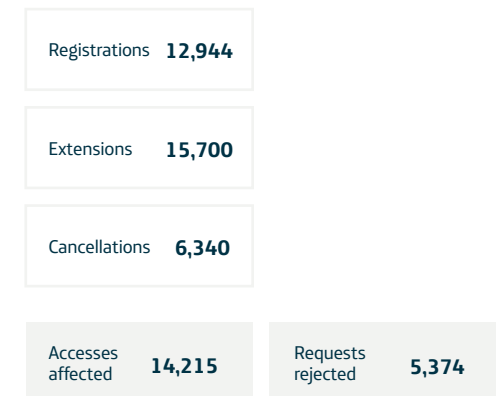 Registrations 12,944
Extensions 15,700
Cancellations 6,340
Accesses affected 14,215
Requests rejected 5,374